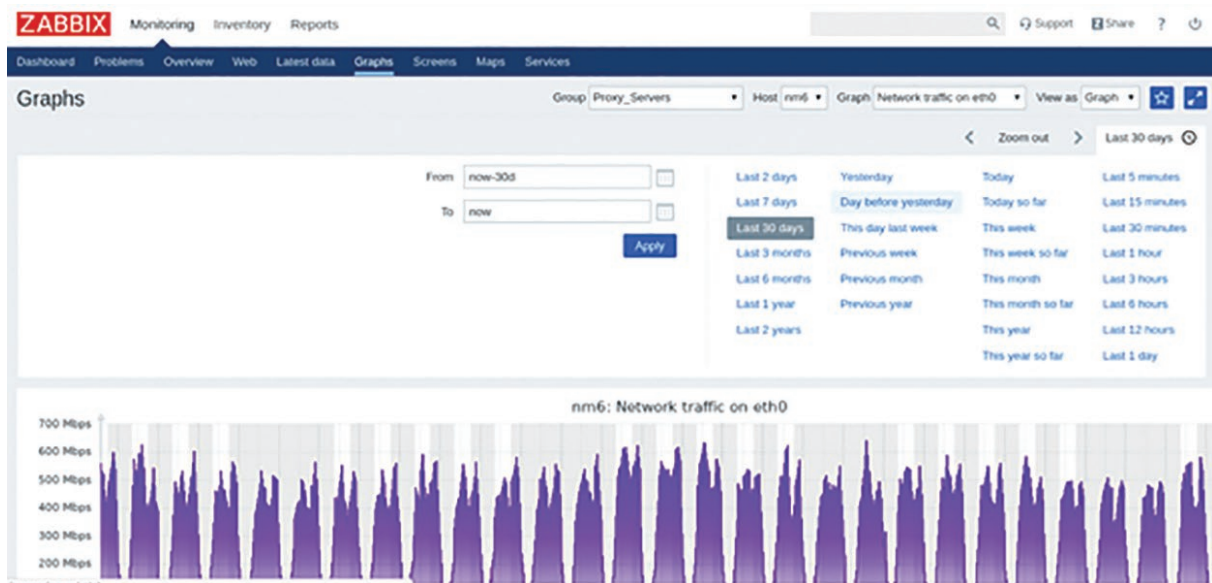 ZABBIX Monitoring Inventory Reports Support Share ?
Dashboard Problems Overview Web Latest data Graphs Screens Maps Services
Graphs Group Proxy_Servers Host nm6 Graph Network traffic on eth0 View as Graph
Zoom out Last 30 days
From now-30d
To now
Apply
Last 2 days Yesterday Today Last 5 minutes
Last 7 days Day before yesterday Today so far Last 15 minutes
Last 30 days This day last week This week Last 30 minutes
Last 3 months Previous week This week so far Last 1 hour
Last 6 months Previous month This month Last 3 hours
Last 1 year Previous year This month so far Last 6 hours
Last 2 years This year Last 12 hours
This year so far Last 1 day
nm6: Network traffic on eth0
700 Mbps
600 Mbps
500 Mbps
400 Mbps
300 Mbps
200 Mbps